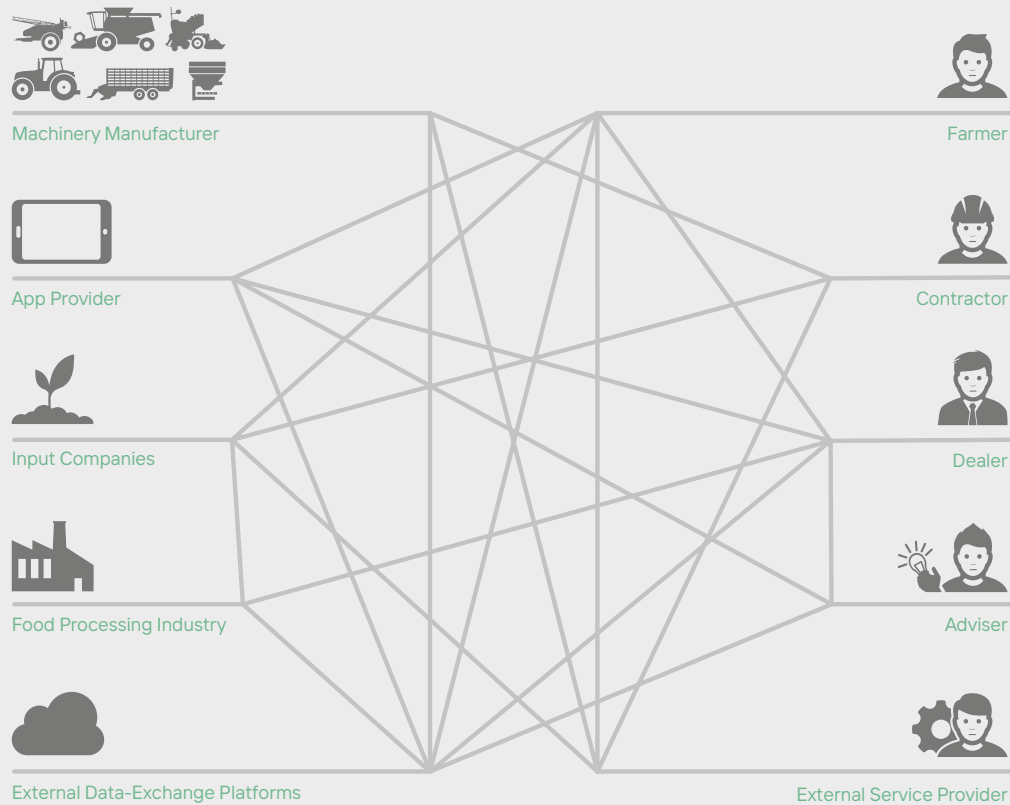 Machinery Manufacturer
Farmer
App Provider
Contractor
Input Companies
Dealer
Food Processing Industry
Adviser
External Data-Exchange Platforms
External Service Provider